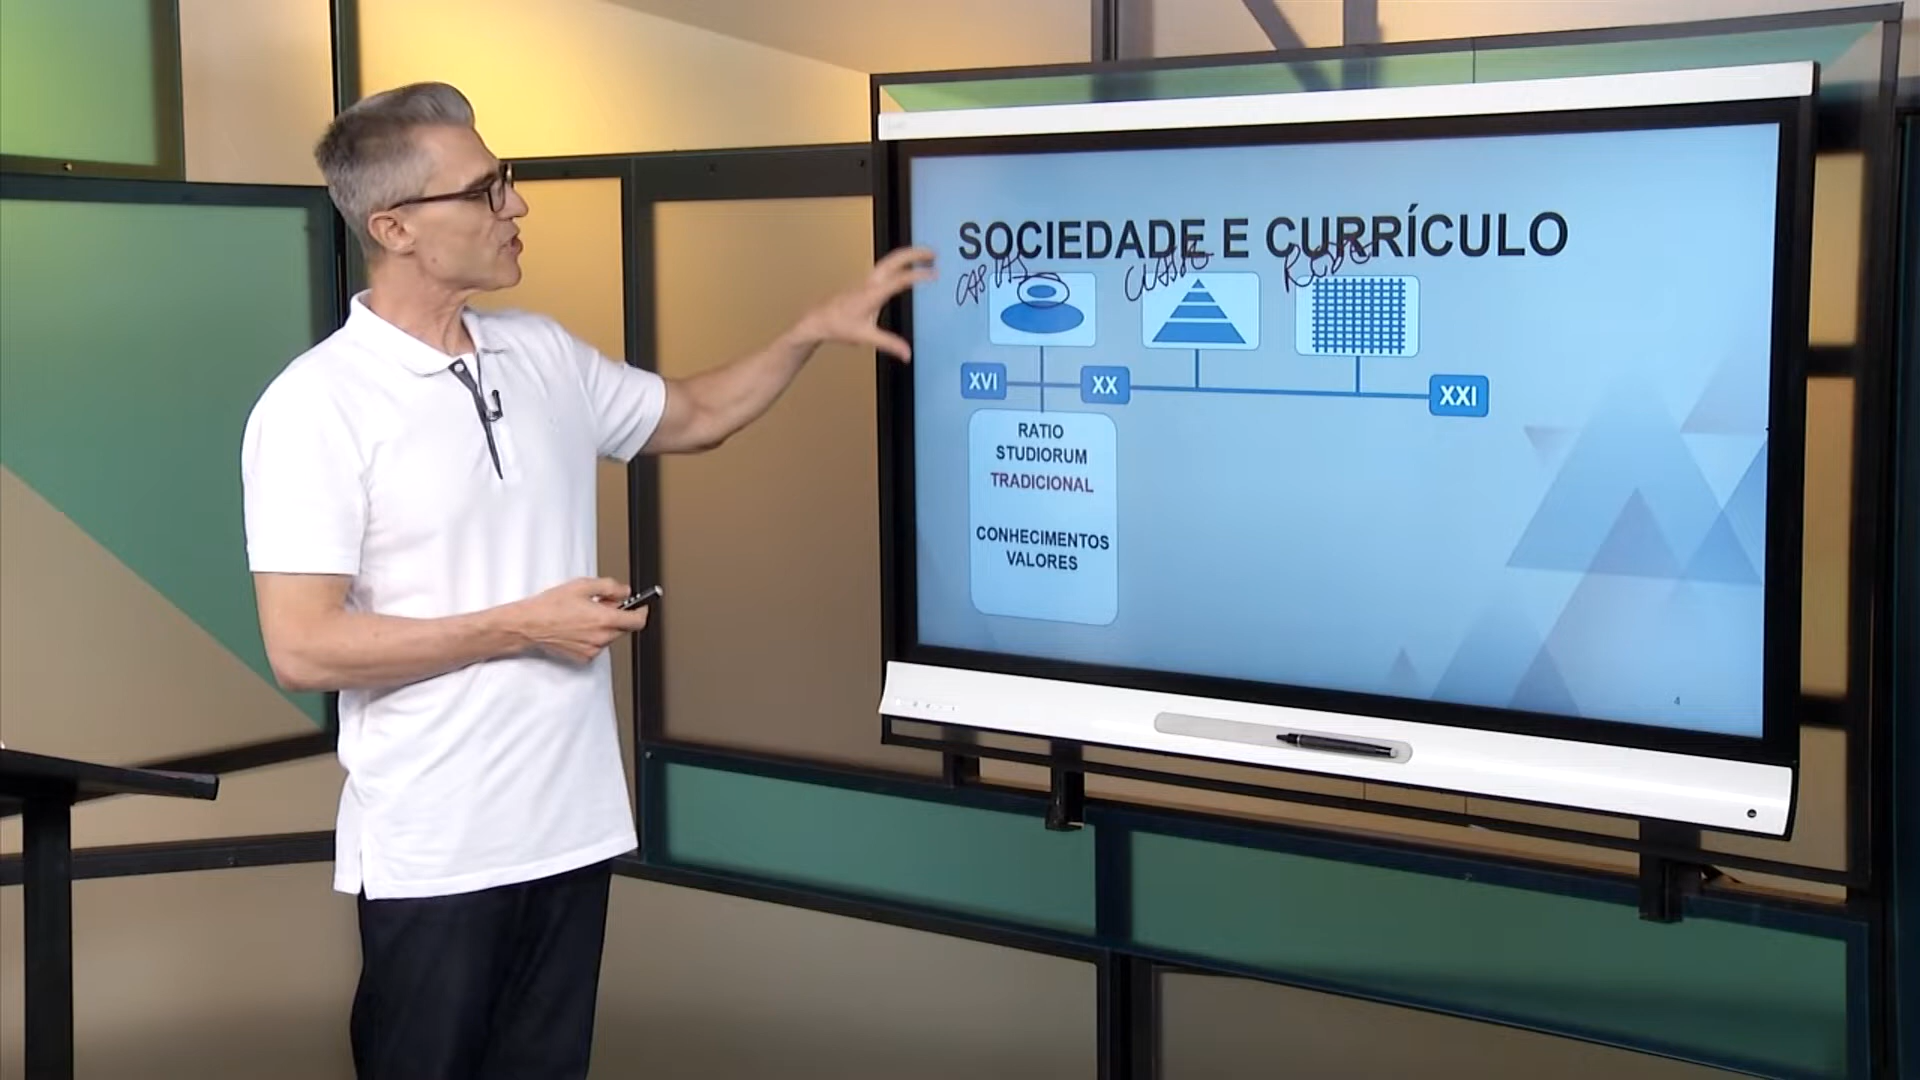 SOCIEDADE E CURRÍCULO
CASTAS
CLASSE
REDE
XVI
XX
XXI
RATIO
STUDIORUM
TRADICIONAL
CONHECIMENTOS
VALORES
4